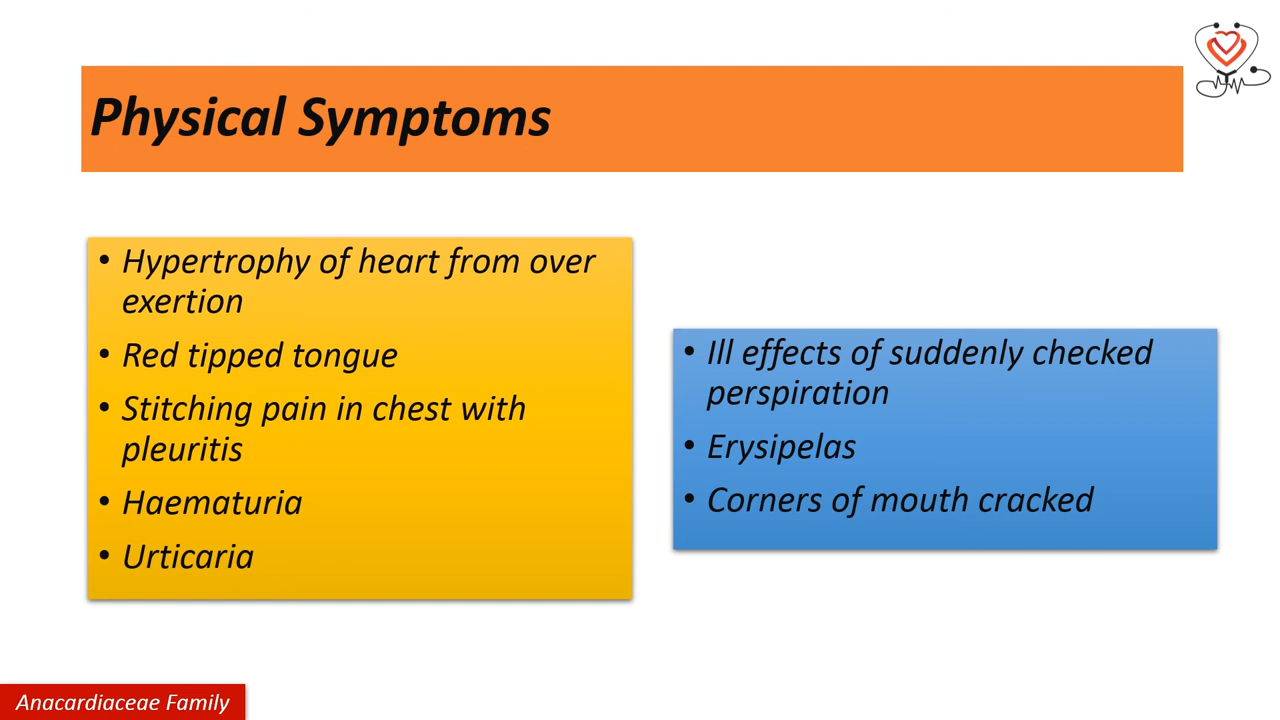 Physical Symptoms
• Hypertrophy of heart from over
exertion
• Red tipped tongue
• Stitching pain in chest with
pleuritis
• Haematuria
• Urticaria
• Ill effects of suddenly checked
perspiration
• Erysipelas
• Corners of mouth cracked
Anacardiaceae Family